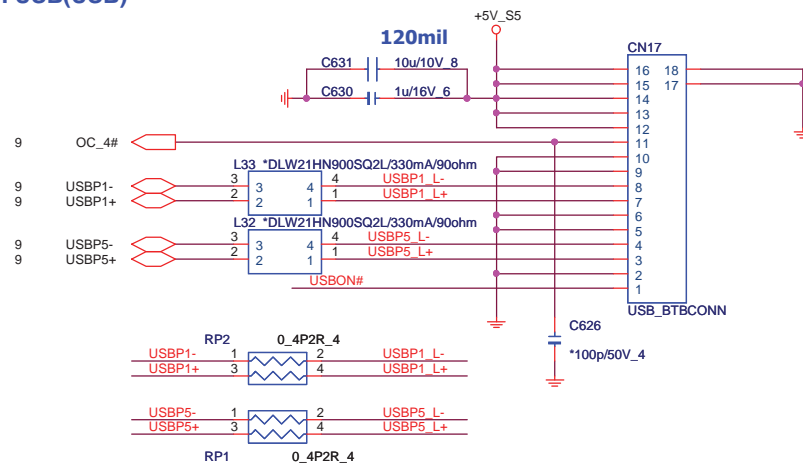 +5V_S5
120mil
CN17
C631 10u/10V_8
C630 1u/16V_6
16 18
15 17
14
13
12
11
10
9
8
7
6
5
4
3
2
1
USB_BTBCONN
9 OC_4#
L33 *DLW21HN900SQ2L/330mA/90ohm
9 USBP1- 3 3 4 4 USBP1_L-
9 USBP1+ 2 2 1 1 USBP1_L+
L32 *DLW21HN900SQ2L/330mA/90ohm
9 USBP5- 3 3 4 4 USBP5_L-
9 USBP5+ 2 2 1 1 USBP5_L+
USBON#
C626
*100p/50V_4
RP2 0_4P2R_4
USBP1- 1 2 USBP1_L-
USBP1+ 3 4 USBP1_L+
USBP5- 1 2 USBP5_L-
USBP5+ 3 4 USBP5_L+
RP1 0_4P2R_4